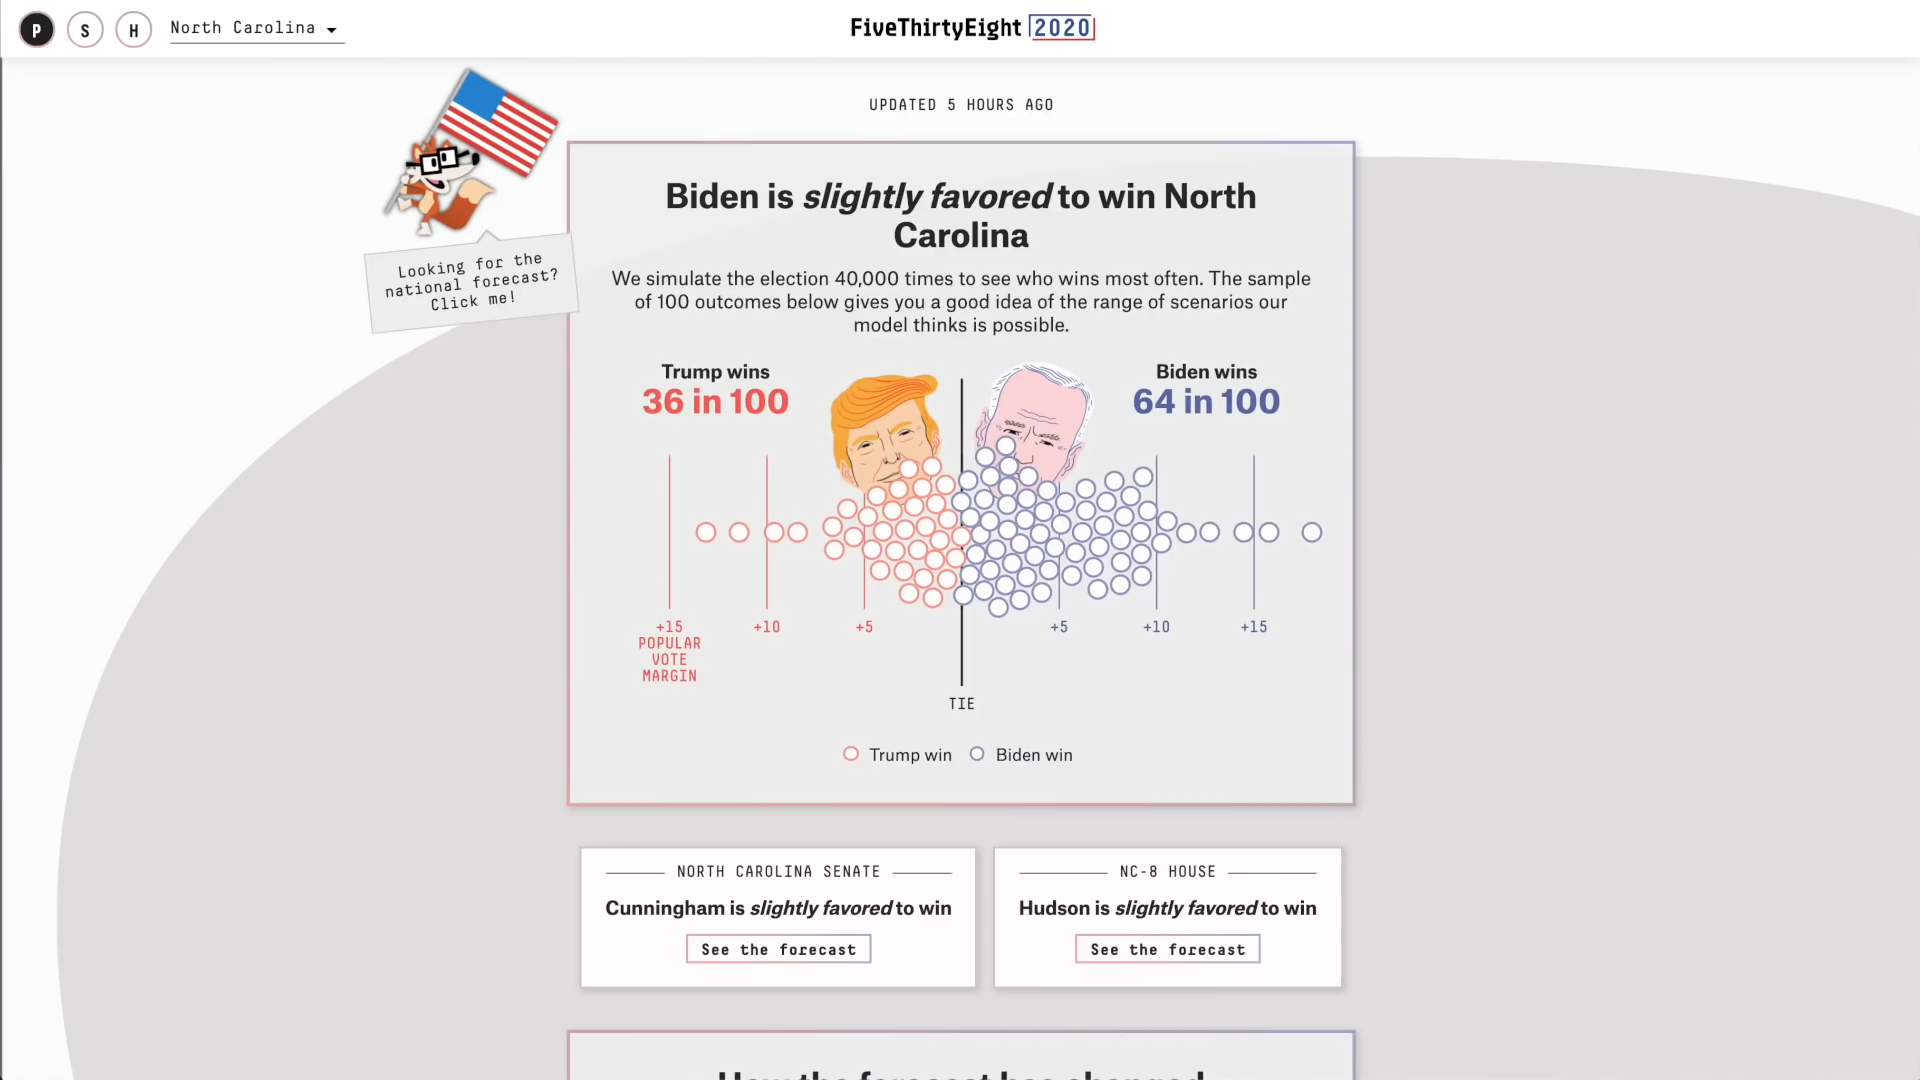 P S H North Carolina
FiveThirtyEight 2020
UPDATED 5 HOURS AGO
Looking for the
national forecast?
Click me!
Biden is slightly favored to win North
Carolina
We simulate the election 40,000 times to see who wins most often. The sample
of 100 outcomes below gives you a good idea of the range of scenarios our
model thinks is possible.
Trump wins
36 in 100
Biden wins
64 in 100
+15 +10 +5 +5 +10 +15
POPULAR
VOTE
MARGIN
TIE
Trump win Biden win
NORTH CAROLINA SENATE
Cunningham is slightly favored to win
See the forecast
NC-8 HOUSE
Hudson is slightly favored to win
See the forecast
How the forecast has changed